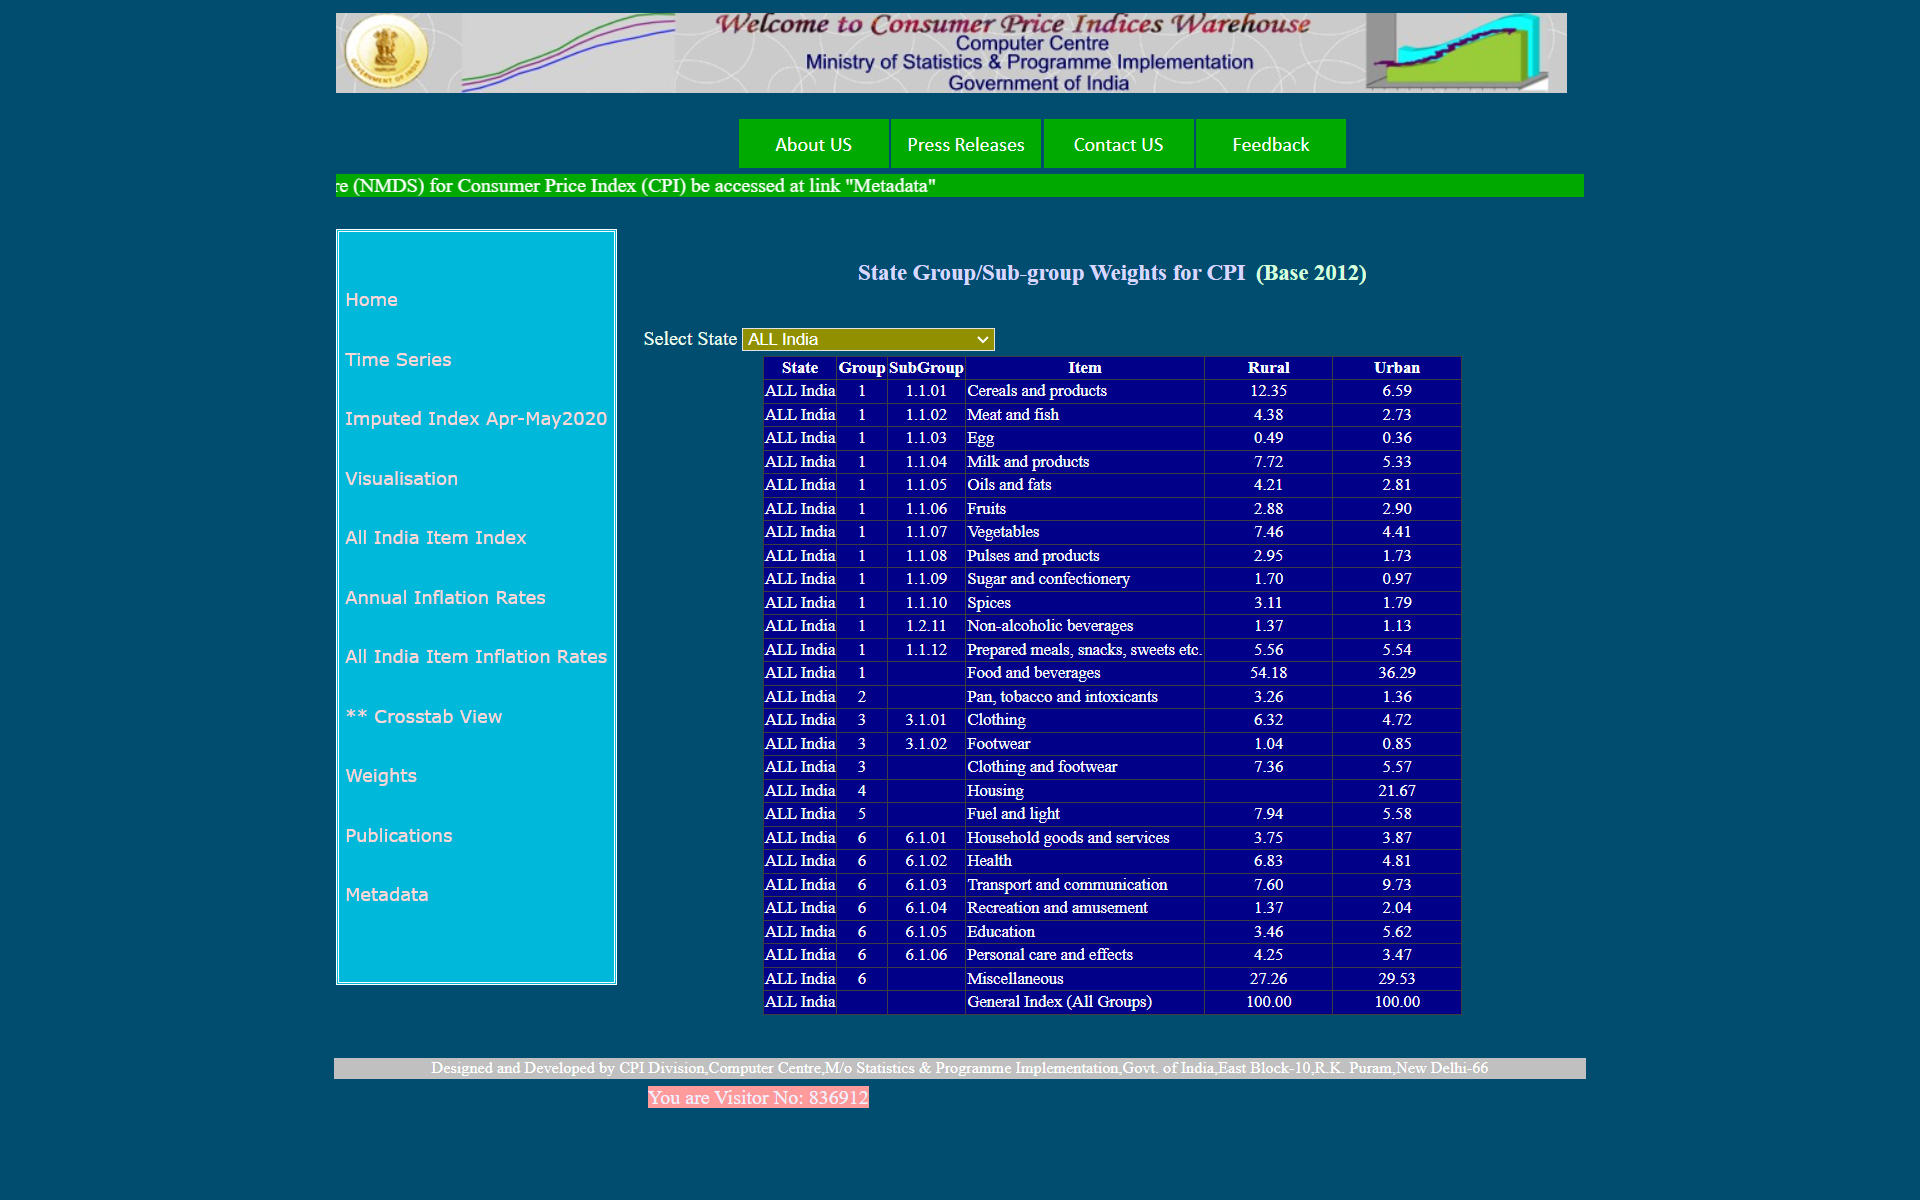 Welcome to Consumer Price Indices Warehouse
Computer Centre
Ministry of Statistics & Programme Implementation
Government of India
About US Press Releases Contact US Feedback
re (NMDS) for Consumer Price Index (CPI) be accessed at link "Metadata"
Home
Time Series
Imputed Index Apr-May2020
Visualisation
All India Item Index
Annual Inflation Rates
All India Item Inflation Rates
** Crosstab View
Weights
Publications
Metadata
State Group/Sub-group Weights for CPI (Base 2012)
Select State ALL India
State Group SubGroup Item Rural Urban
ALL India 1 1.1.01 Cereals and products 12.35 6.59
ALL India 1 1.1.02 Meat and fish 4.38 2.73
ALL India 1 1.1.03 Egg 0.49 0.36
ALL India 1 1.1.04 Milk and products 7.72 5.33
ALL India 1 1.1.05 Oils and fats 4.21 2.81
ALL India 1 1.1.06 Fruits 2.88 2.90
ALL India 1 1.1.07 Vegetables 7.46 4.41
ALL India 1 1.1.08 Pulses and products 2.95 1.73
ALL India 1 1.1.09 Sugar and confectionery 1.70 0.97
ALL India 1 1.1.10 Spices 3.11 1.79
ALL India 1 1.2.11 Non-alcoholic beverages 1.37 1.13
ALL India 1 1.1.12 Prepared meals, snacks, sweets etc. 5.56 5.54
ALL India 1 Food and beverages 54.18 36.29
ALL India 2 Pan, tobacco and intoxicants 3.26 1.36
ALL India 3 3.1.01 Clothing 6.32 4.72
ALL India 3 3.1.02 Footwear 1.04 0.85
ALL India 3 Clothing and footwear 7.36 5.57
ALL India 4 Housing 21.67
ALL India 5 Fuel and light 7.94 5.58
ALL India 6 6.1.01 Household goods and services 3.75 3.87
ALL India 6 6.1.02 Health 6.83 4.81
ALL India 6 6.1.03 Transport and communication 7.60 9.73
ALL India 6 6.1.04 Recreation and amusement 1.37 2.04
ALL India 6 6.1.05 Education 3.46 5.62
ALL India 6 6.1.06 Personal care and effects 4.25 3.47
ALL India 6 Miscellaneous 27.26 29.53
ALL India General Index (All Groups) 100.00 100.00
Designed and Developed by CPI Division,Computer Centre,M/o Statistics & Programme Implementation,Govt. of India,East Block-10,R.K. Puram,New Delhi-66
You are Visitor No: 836912